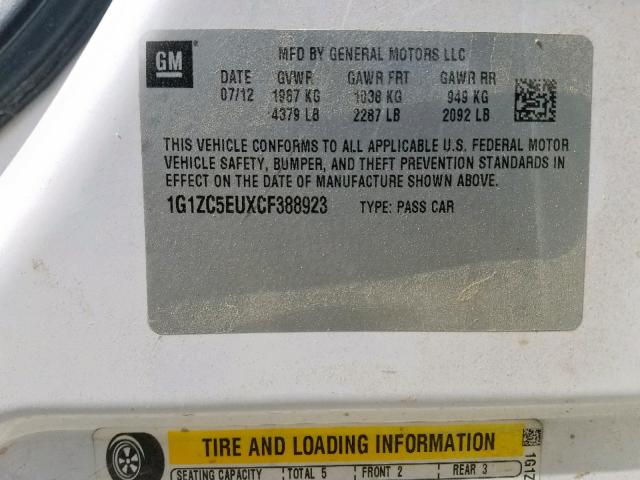 GM
MFD BY GENERAL MOTORS LLC
DATE GVWR GAWR FRT GAWR RR
07/12 1987 KG 1038 KG 949 KG
4379 LB 2287 LB 2092 LB
THIS VEHICLE CONFORMS TO ALL APPLICABLE U.S. FEDERAL MOTOR
VEHICLE SAFETY, BUMPER, AND THEFT PREVENTION STANDARDS IN
EFFECT ON THE DATE OF MANUFACTURE SHOWN ABOVE.
1G1ZC5EUXCF388923 TYPE: PASS CAR
TIRE AND LOADING INFORMATION
SEATING CAPACITY TOTAL 5 FRONT 2 REAR 3
1G1Z